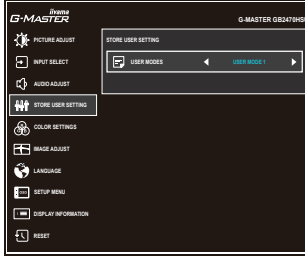 iiyama
G-MASTER
G-MASTER GB2470HSU
PICTURE ADJUST
STORE USER SETTING
INPUT SELECT
USER MODES
USER MODE 1
AUDIO ADJUST
STORE USER SETTING
COLOR SETTINGS
IMAGE ADJUST
LANGUAGE
OSD
SETUP MENU
DISPLAY INFORMATION
RESET